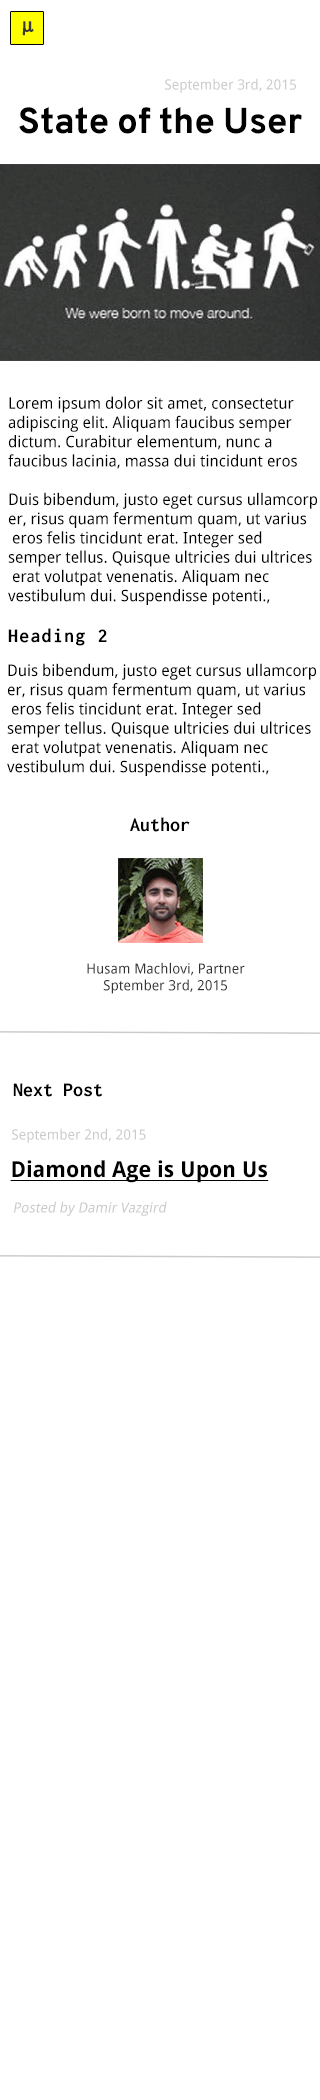 μ
September 3rd, 2015
State of the User
We were born to move around.
Lorem ipsum dolor sit amet, consectetur
adipiscing elit. Aliquam faucibus semper
dictum. Curabitur elementum, nunc a
faucibus lacinia, massa dui tincidunt eros
Duis bibendum, justo eget cursus ullamcorp
er, risus quam fermentum quam, ut varius
eros felis tincidunt erat. Integer sed
semper tellus. Quisque ultricies dui ultrices
erat volutpat venenatis. Aliquam nec
vestibulum dui. Suspendisse potenti.,
Heading 2
Duis bibendum, justo eget cursus ullamcorp
er, risus quam fermentum quam, ut varius
eros felis tincidunt erat. Integer sed
semper tellus. Quisque ultricies dui ultrices
erat volutpat venenatis. Aliquam nec
vestibulum dui. Suspendisse potenti.,
Author
Husam Machlovi, Partner
Sptember 3rd, 2015
Next Post
September 2nd, 2015
Diamond Age is Upon Us
Posted by Damir Vazgird